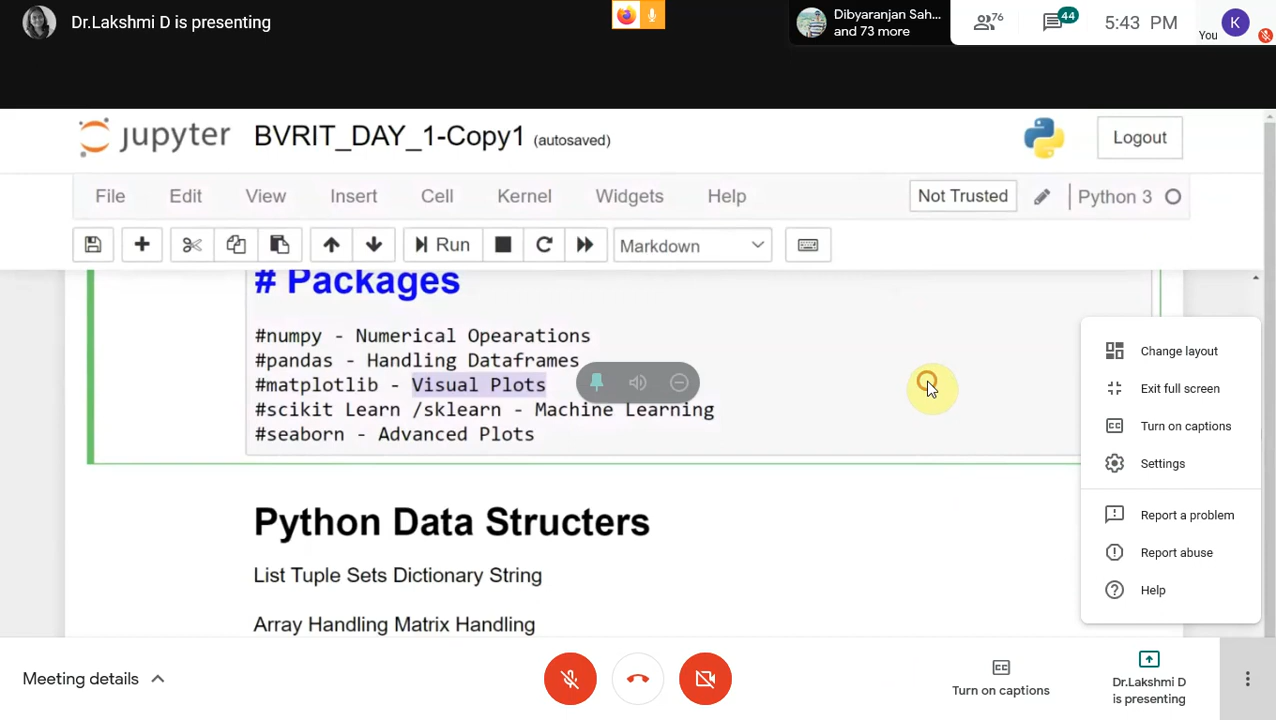 Dr.Lakshmi D is presenting
Dibyaranjan Sah...
and 73 more
76
44
5:43 PM
You
K
jupyter BVRIT_DAY_1-Copy1 (autosaved)
Logout
File Edit View Insert Cell Kernel Widgets Help
Not Trusted
Python 3
Run
Markdown
# Packages
#numpy - Numerical Opearations
#pandas - Handling Dataframes
#matplotlib - Visual Plots
#scikit Learn /sklearn - Machine Learning
#seaborn - Advanced Plots
Python Data Structers
List Tuple Sets Dictionary String
Array Handling Matrix Handling
Change layout
Exit full screen
Turn on captions
Settings
Report a problem
Report abuse
Help
Meeting details
Turn on captions
Dr.Lakshmi D
is presenting